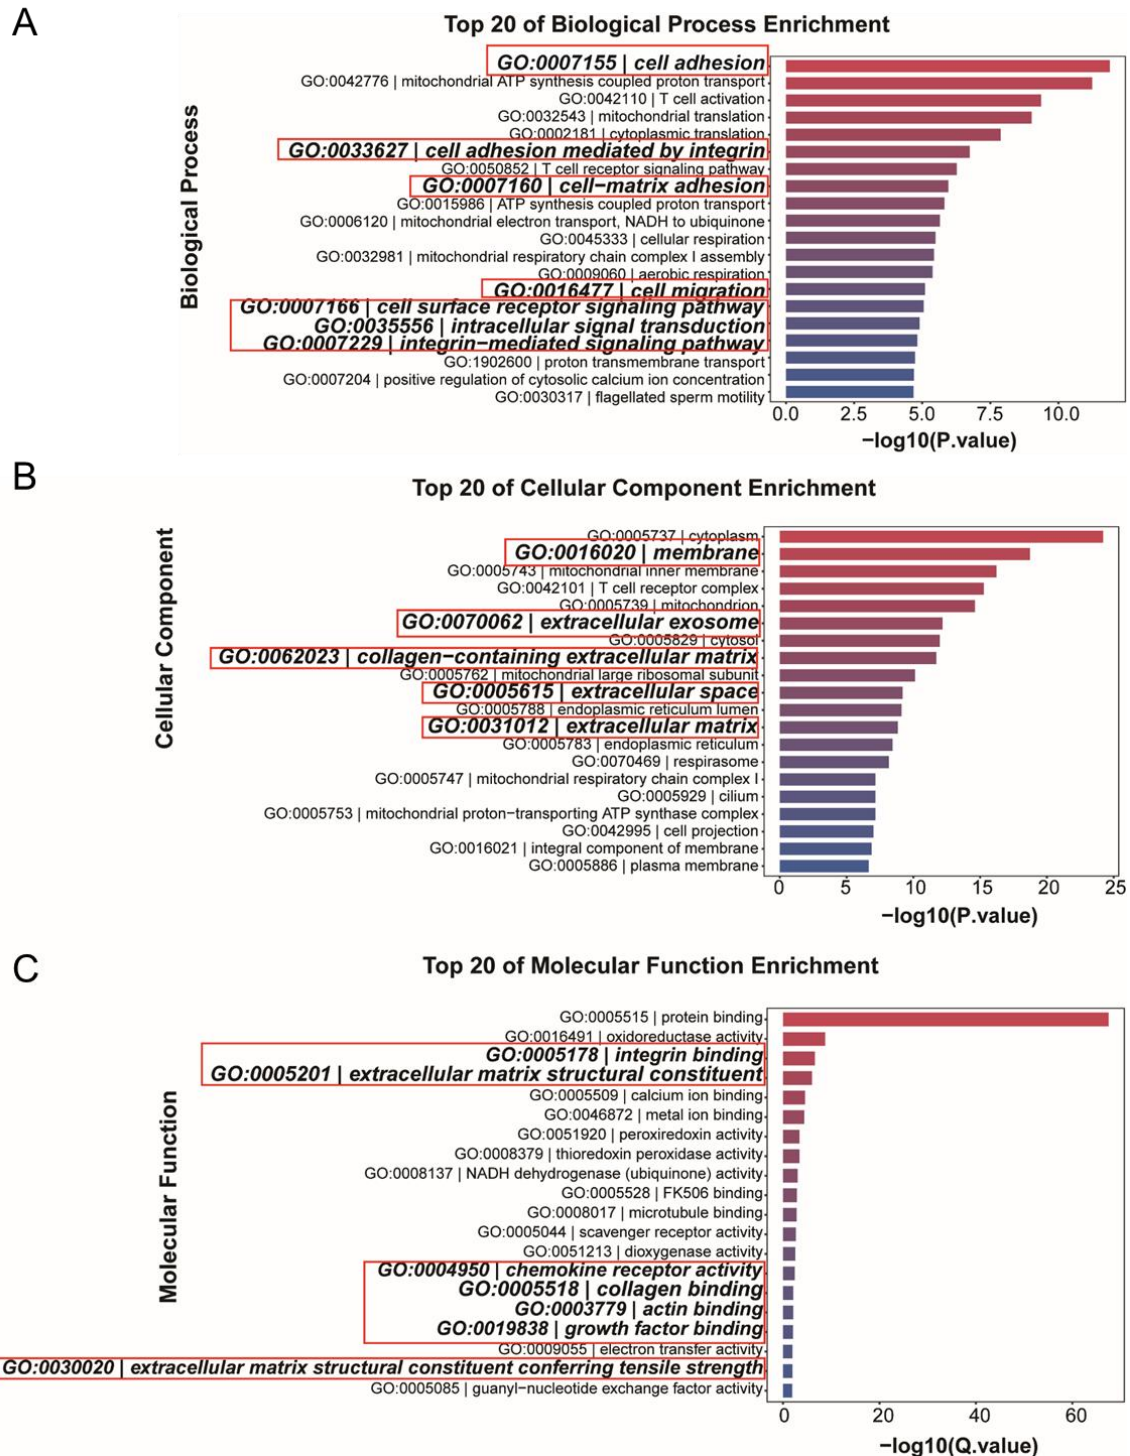 A
Top 20 of Biological Process Enrichment
Biological Process
GO:0007155 | cell adhesion
GO:0042776 | mitochondrial ATP synthesis coupled proton transport
GO:0042110 | T cell activation
GO:0032543 | mitochondrial translation
GO:0002181 | cytoplasmic translation
GO:0033627 | cell adhesion mediated by integrin
GO:0050852 | T cell receptor signaling pathway
GO:0007160 | cell−matrix adhesion
GO:0015986 | ATP synthesis coupled proton transport
GO:0006120 | mitochondrial electron transport, NADH to ubiquinone
GO:0045333 | cellular respiration
GO:0032981 | mitochondrial respiratory chain complex I assembly
GO:0009060 | aerobic respiration
GO:0016477 | cell migration
GO:0007166 | cell surface receptor signaling pathway
GO:0035556 | intracellular signal transduction
GO:0007229 | integrin−mediated signaling pathway
GO:1902600 | proton transmembrane transport
GO:0007204 | positive regulation of cytosolic calcium ion concentration
GO:0030317 | flagellated sperm motility
0.0 2.5 5.0 7.5 10.0
−log10(P.value)
B
Top 20 of Cellular Component Enrichment
Cellular Component
GO:0005737 | cytoplasm
GO:0016020 | membrane
GO:0005743 | mitochondrial inner membrane
GO:0042101 | T cell receptor complex
GO:0005739 | mitochondrion
GO:0070062 | extracellular exosome
GO:0005829 | cytosol
GO:0062023 | collagen−containing extracellular matrix
GO:0005762 | mitochondrial large ribosomal subunit
GO:0005615 | extracellular space
GO:0005788 | endoplasmic reticulum lumen
GO:0031012 | extracellular matrix
GO:0005783 | endoplasmic reticulum
GO:0070469 | respirasome
GO:0005747 | mitochondrial respiratory chain complex I
GO:0005929 | cilium
GO:0005753 | mitochondrial proton−transporting ATP synthase complex
GO:0042995 | cell projection
GO:0016021 | integral component of membrane
GO:0005886 | plasma membrane
0 5 10 15 20 25
−log10(P.value)
C
Top 20 of Molecular Function Enrichment
Molecular Function
GO:0005515 | protein binding
GO:0016491 | oxidoreductase activity
GO:0005178 | integrin binding
GO:0005201 | extracellular matrix structural constituent
GO:0005509 | calcium ion binding
GO:0046872 | metal ion binding
GO:0051920 | peroxiredoxin activity
GO:0008379 | thioredoxin peroxidase activity
GO:0008137 | NADH dehydrogenase (ubiquinone) activity
GO:0005528 | FK506 binding
GO:0008017 | microtubule binding
GO:0005044 | scavenger receptor activity
GO:0051213 | dioxygenase activity
GO:0004950 | chemokine receptor activity
GO:0005518 | collagen binding
GO:0003779 | actin binding
GO:0019838 | growth factor binding
GO:0009055 | electron transfer activity
GO:0030020 | extracellular matrix structural constituent conferring tensile strength
GO:0005085 | guanyl−nucleotide exchange factor activity
0 20 40 60
−log10(Q.value)